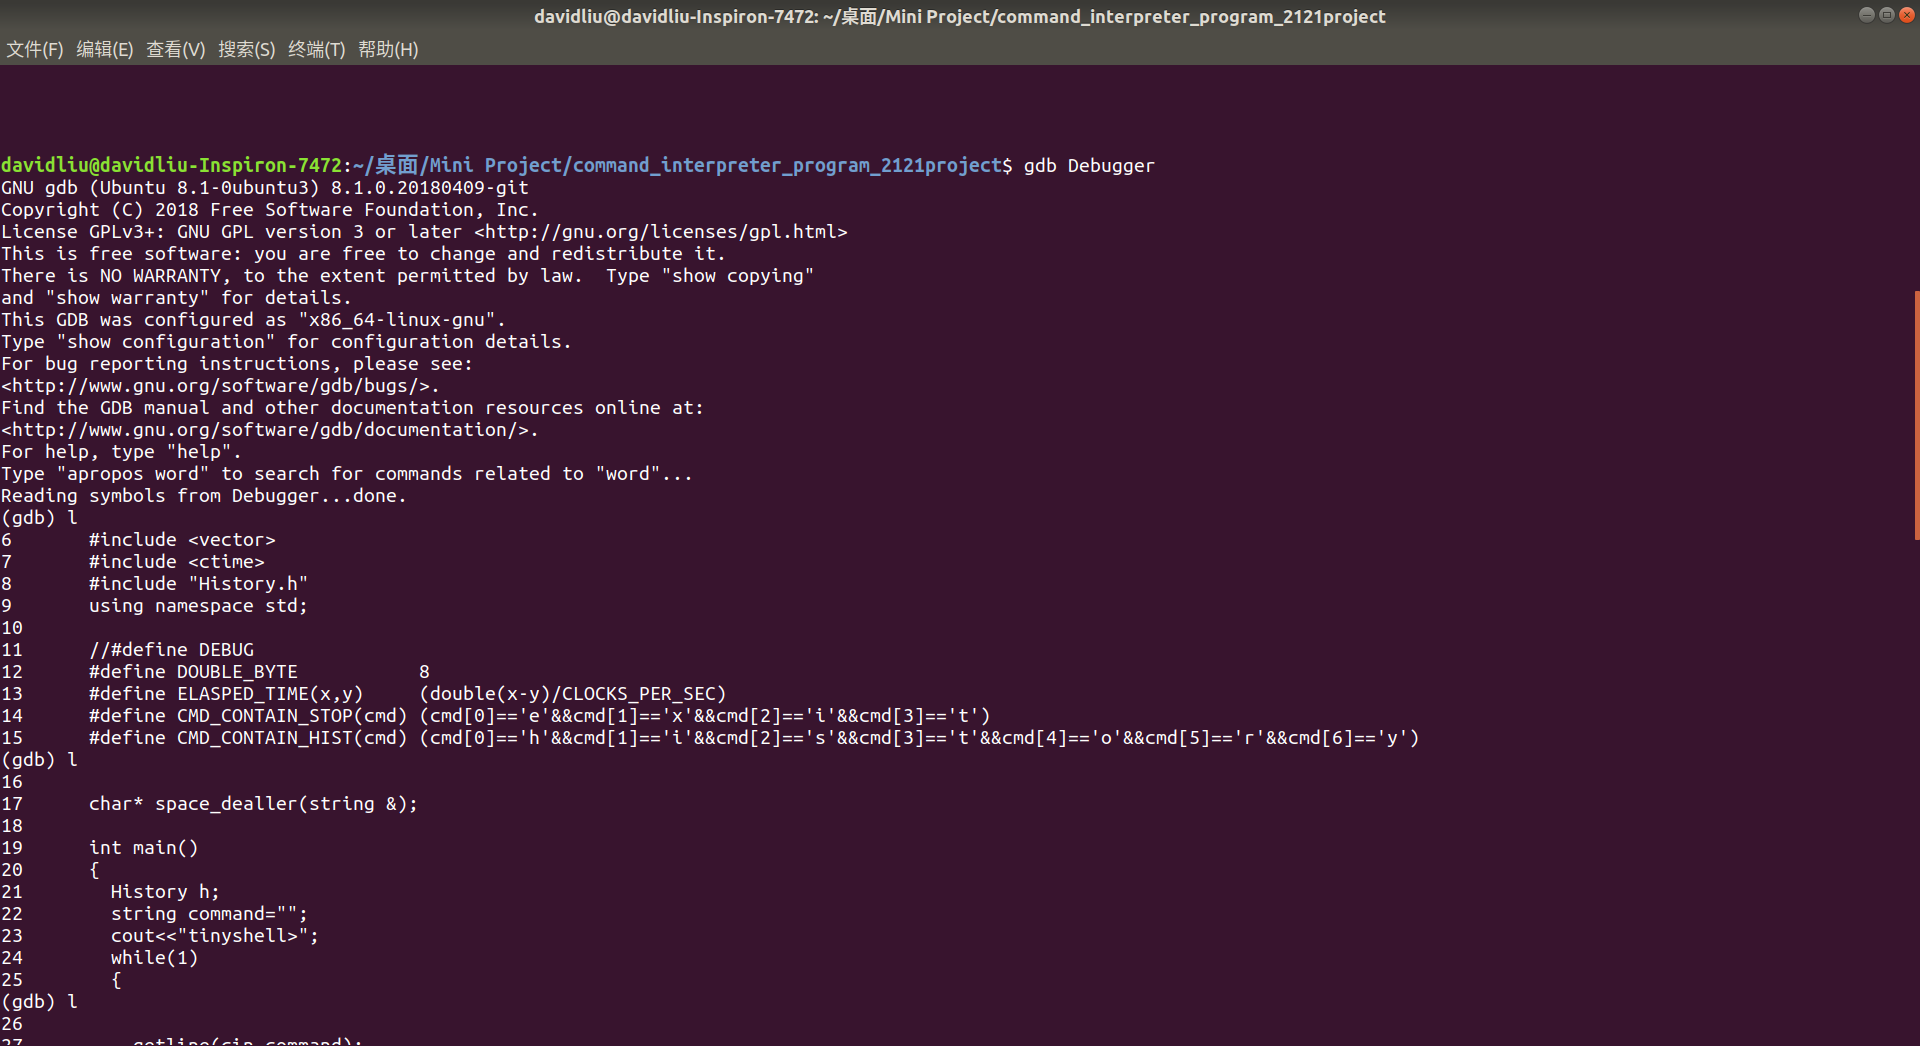 davidliu@davidliu-Inspiron-7472: ~/桌面/Mini Project/command_interpreter_program_2121project
文件(F) 编辑(E) 查看(V) 搜索(S) 终端(T) 帮助(H)
davidliu@davidliu-Inspiron-7472:~/桌面/Mini Project/command_interpreter_program_2121project$ gdb Debugger
GNU gdb (Ubuntu 8.1-0ubuntu3) 8.1.0.20180409-git
Copyright (C) 2018 Free Software Foundation, Inc.
License GPLv3+: GNU GPL version 3 or later <http://gnu.org/licenses/gpl.html>
This is free software: you are free to change and redistribute it.
There is NO WARRANTY, to the extent permitted by law.  Type "show copying"
and "show warranty" for details.
This GDB was configured as "x86_64-linux-gnu".
Type "show configuration" for configuration details.
For bug reporting instructions, please see:
<http://www.gnu.org/software/gdb/bugs/>.
Find the GDB manual and other documentation resources online at:
<http://www.gnu.org/software/gdb/documentation/>.
For help, type "help".
Type "apropos word" to search for commands related to "word"...
Reading symbols from Debugger...done.
(gdb) l
6       #include <vector>
7       #include <ctime>
8       #include "History.h"
9       using namespace std;
10
11      //#define DEBUG
12      #define DOUBLE_BYTE           8
13      #define ELASPED_TIME(x,y)     (double(x-y)/CLOCKS_PER_SEC)
14      #define CMD_CONTAIN_STOP(cmd) (cmd[0]=='e'&&cmd[1]=='x'&&cmd[2]=='i'&&cmd[3]=='t')
15      #define CMD_CONTAIN_HIST(cmd) (cmd[0]=='h'&&cmd[1]=='i'&&cmd[2]=='s'&&cmd[3]=='t'&&cmd[4]=='o'&&cmd[5]=='r'&&cmd[6]=='y')
(gdb) l
16
17      char* space_dealler(string &);
18
19      int main()
20      {
21        History h;
22        string command="";
23        cout<<"tinyshell>";
24        while(1)
25        {
(gdb) l
26
27          getline(cin,command);